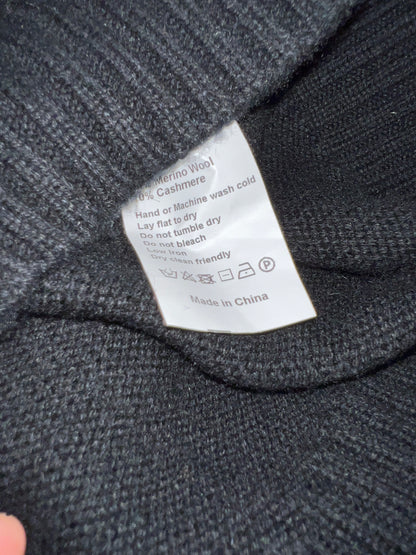 Merino Wool
0% Cashmere
Hand or Machine wash cold
Lay flat to dry
Do not tumble dry
Do not bleach
Low iron
Dry clean friendly
P
Made in China